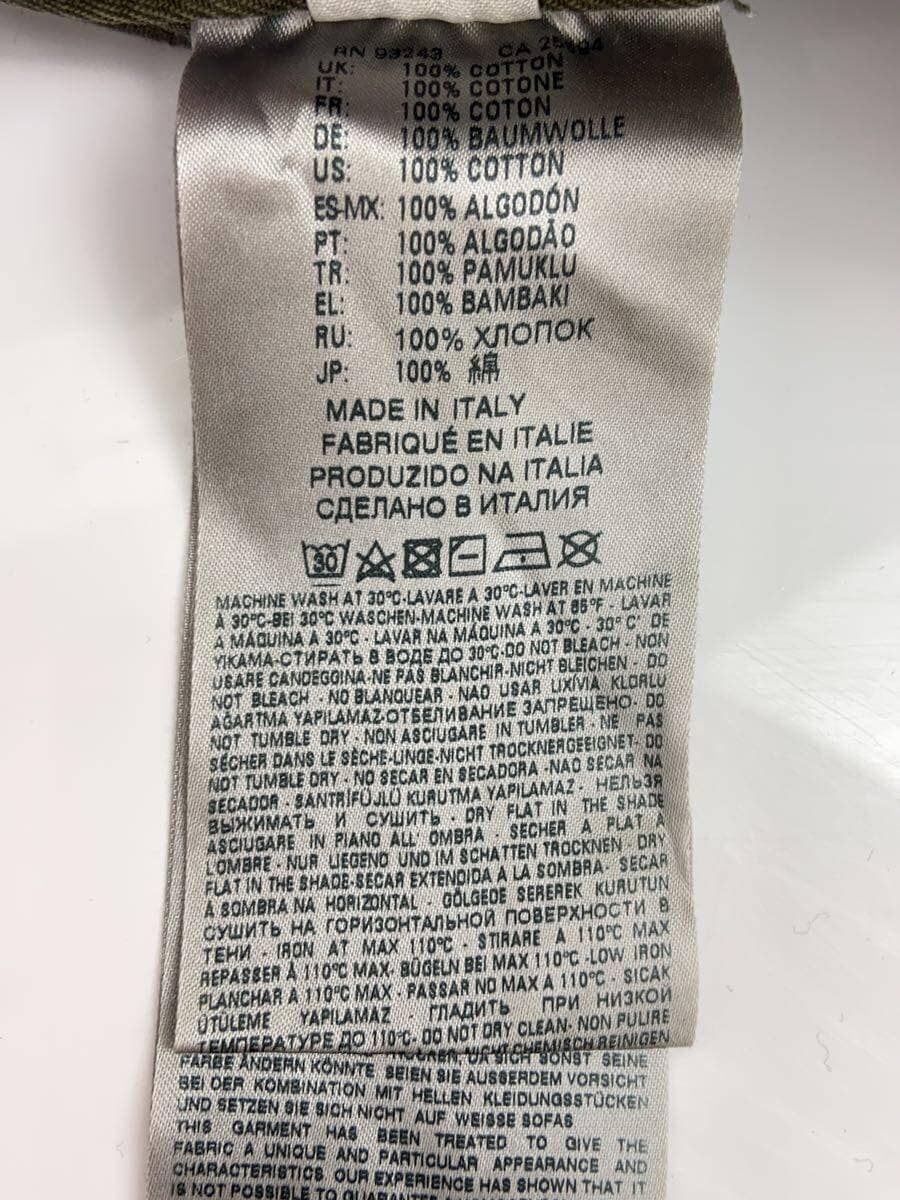 RN 93243 CA
UK: 100% COTTON
IT: 100% COTONE
FR: 100% COTON
DE: 100% BAUMWOLLE
US: 100% COTTON
ES-MX: 100% ALGODÓN
PT: 100% ALGODÃO
TR: 100% PAMUKLU
EL: 100% BAMBAKI
RU: 100% ХЛОПОК
JP: 100% 綿
MADE IN ITALY
FABRIQUÉ EN ITALIE
PRODUZIDO NA ITALIA
СДЕЛАНО В ИТАЛИЯ
30
MACHINE WASH AT 30°C-LAVARE A 30°C-LAVER EN MACHINE
À 30°C-BEI 30°C WASCHEN-MACHINE WASH AT 85°F - LAVAR
A MÁQUINA A 30°C - LAVAR NA MÁQUINA A 30°C - 30° C' DE
YIKAMA-СТИРАТЬ В ВОДЕ ДО 30°C-DO NOT BLEACH - NON
USARE CANDEGGINA-NE PAS BLANCHIR-NICHT BLEICHEN - DO
NOT BLEACH - NO BLANQUEAR - NAO USAR LIXIVIA KLORLU
AĞARTMA YAPILAMAZ-ОТБЕЛИВАНИЕ ЗАПРЕЩЕНО- DO
NOT TUMBLE DRY - NON ASCIUGARE IN TUMBLER - NE PAS
SÉCHER DANS LE SÈCHE-LINGE-NICHT TROCKNERGEEIGNET- DO
NOT TUMBLE DRY - NO SECAR EN SECADORA -NAO SECAR NA
SECADOR - SANTRİFÜJLÜ KURUTMA YAPILAMAZ - НЕЛЬЗЯ
ВЫЖИМАТЬ И СУШИТЬ - DRY FLAT IN THE SHADE
ASCIUGARE IN PIANO ALL' OMBRA - SECHER A PLAT A
L'OMBRE - NUR LIEGEND UND IM SCHATTEN TROCKNEN - DRY
FLAT IN THE SHADE-SECAR EXTENDIDA A LA SOMBRA- SECAR
À SOMBRA NA HORIZONTAL - GÖLGEDE SEREREK KURUTUN
СУШИТЬ НА ГОРИЗОНТАЛЬНОЙ ПОВЕРХНОСТИ В
ТЕНИ - IRON AT MAX 110°C - STIRARE A 110°C MAX
REPASSER À 110°C MAX- BÜGELN BEI MAX 110°C -LOW IRON
PLANCHAR A 110°C MAX - PASSAR NO MAX A 110°C - SICAK
ÜTÜLEME YAPILAMAZ - ГЛАДИТЬ ПРИ НИЗКОЙ
ТЕМПЕРАТУРЕ ДО 110°C- DO NOT DRY CLEAN- NON PULIRE
NICHT CHEMISCH REINIGEN
SICH SONST SEINE
FARBE ÄNDERN KÖNNTE SEIEN SIE AUSSERDEM VORSICHT
BEI DER KOMBINATION MIT HELLEN KLEIDUNGSSTÜCKEN
UND SETZEN SIE SICH NICHT AUF WEISSE SOFAS
THIS GARMENT HAS BEEN TREATED TO GIVE THE
FABRIC A UNIQUE AND PARTICULAR APPEARANCE AND
CHARACTERISTICS OUR EXPERIENCE HAS SHOWN THAT IT
IS NOT POSSIBLE TO